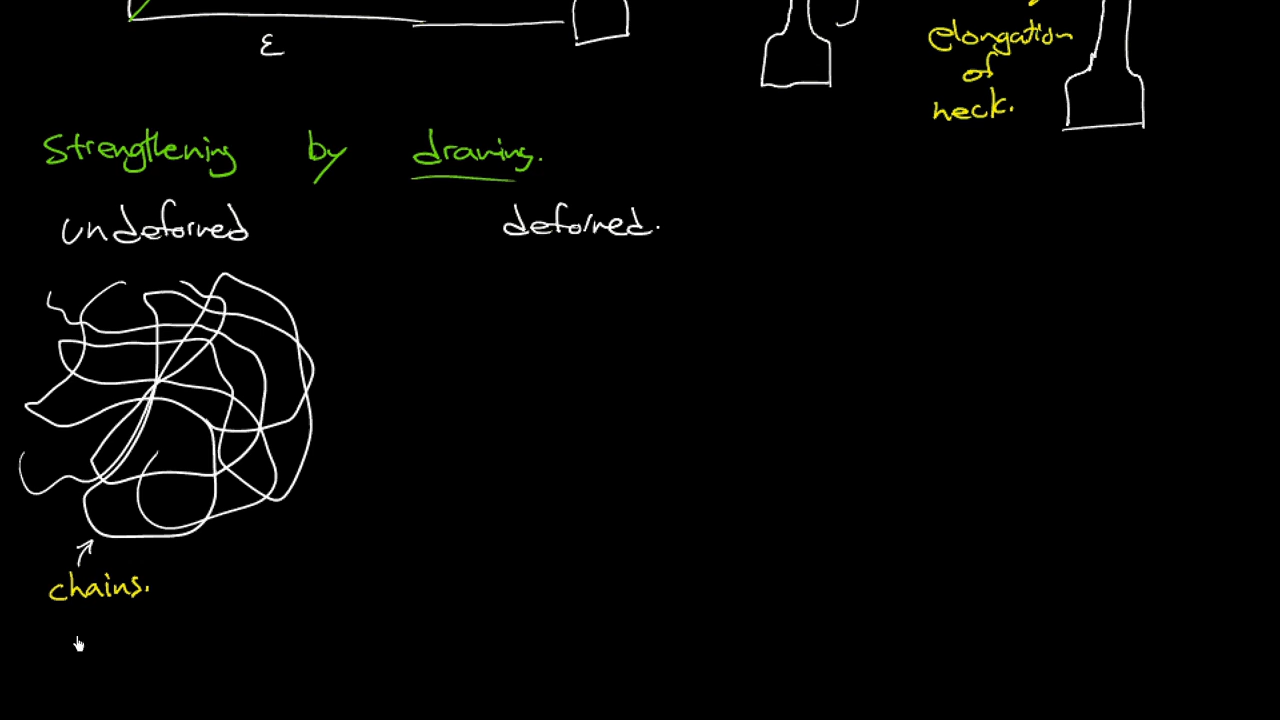 ε
elongation
of
neck.
Strengthening by drawing.
undeformed
deformed.
chains.